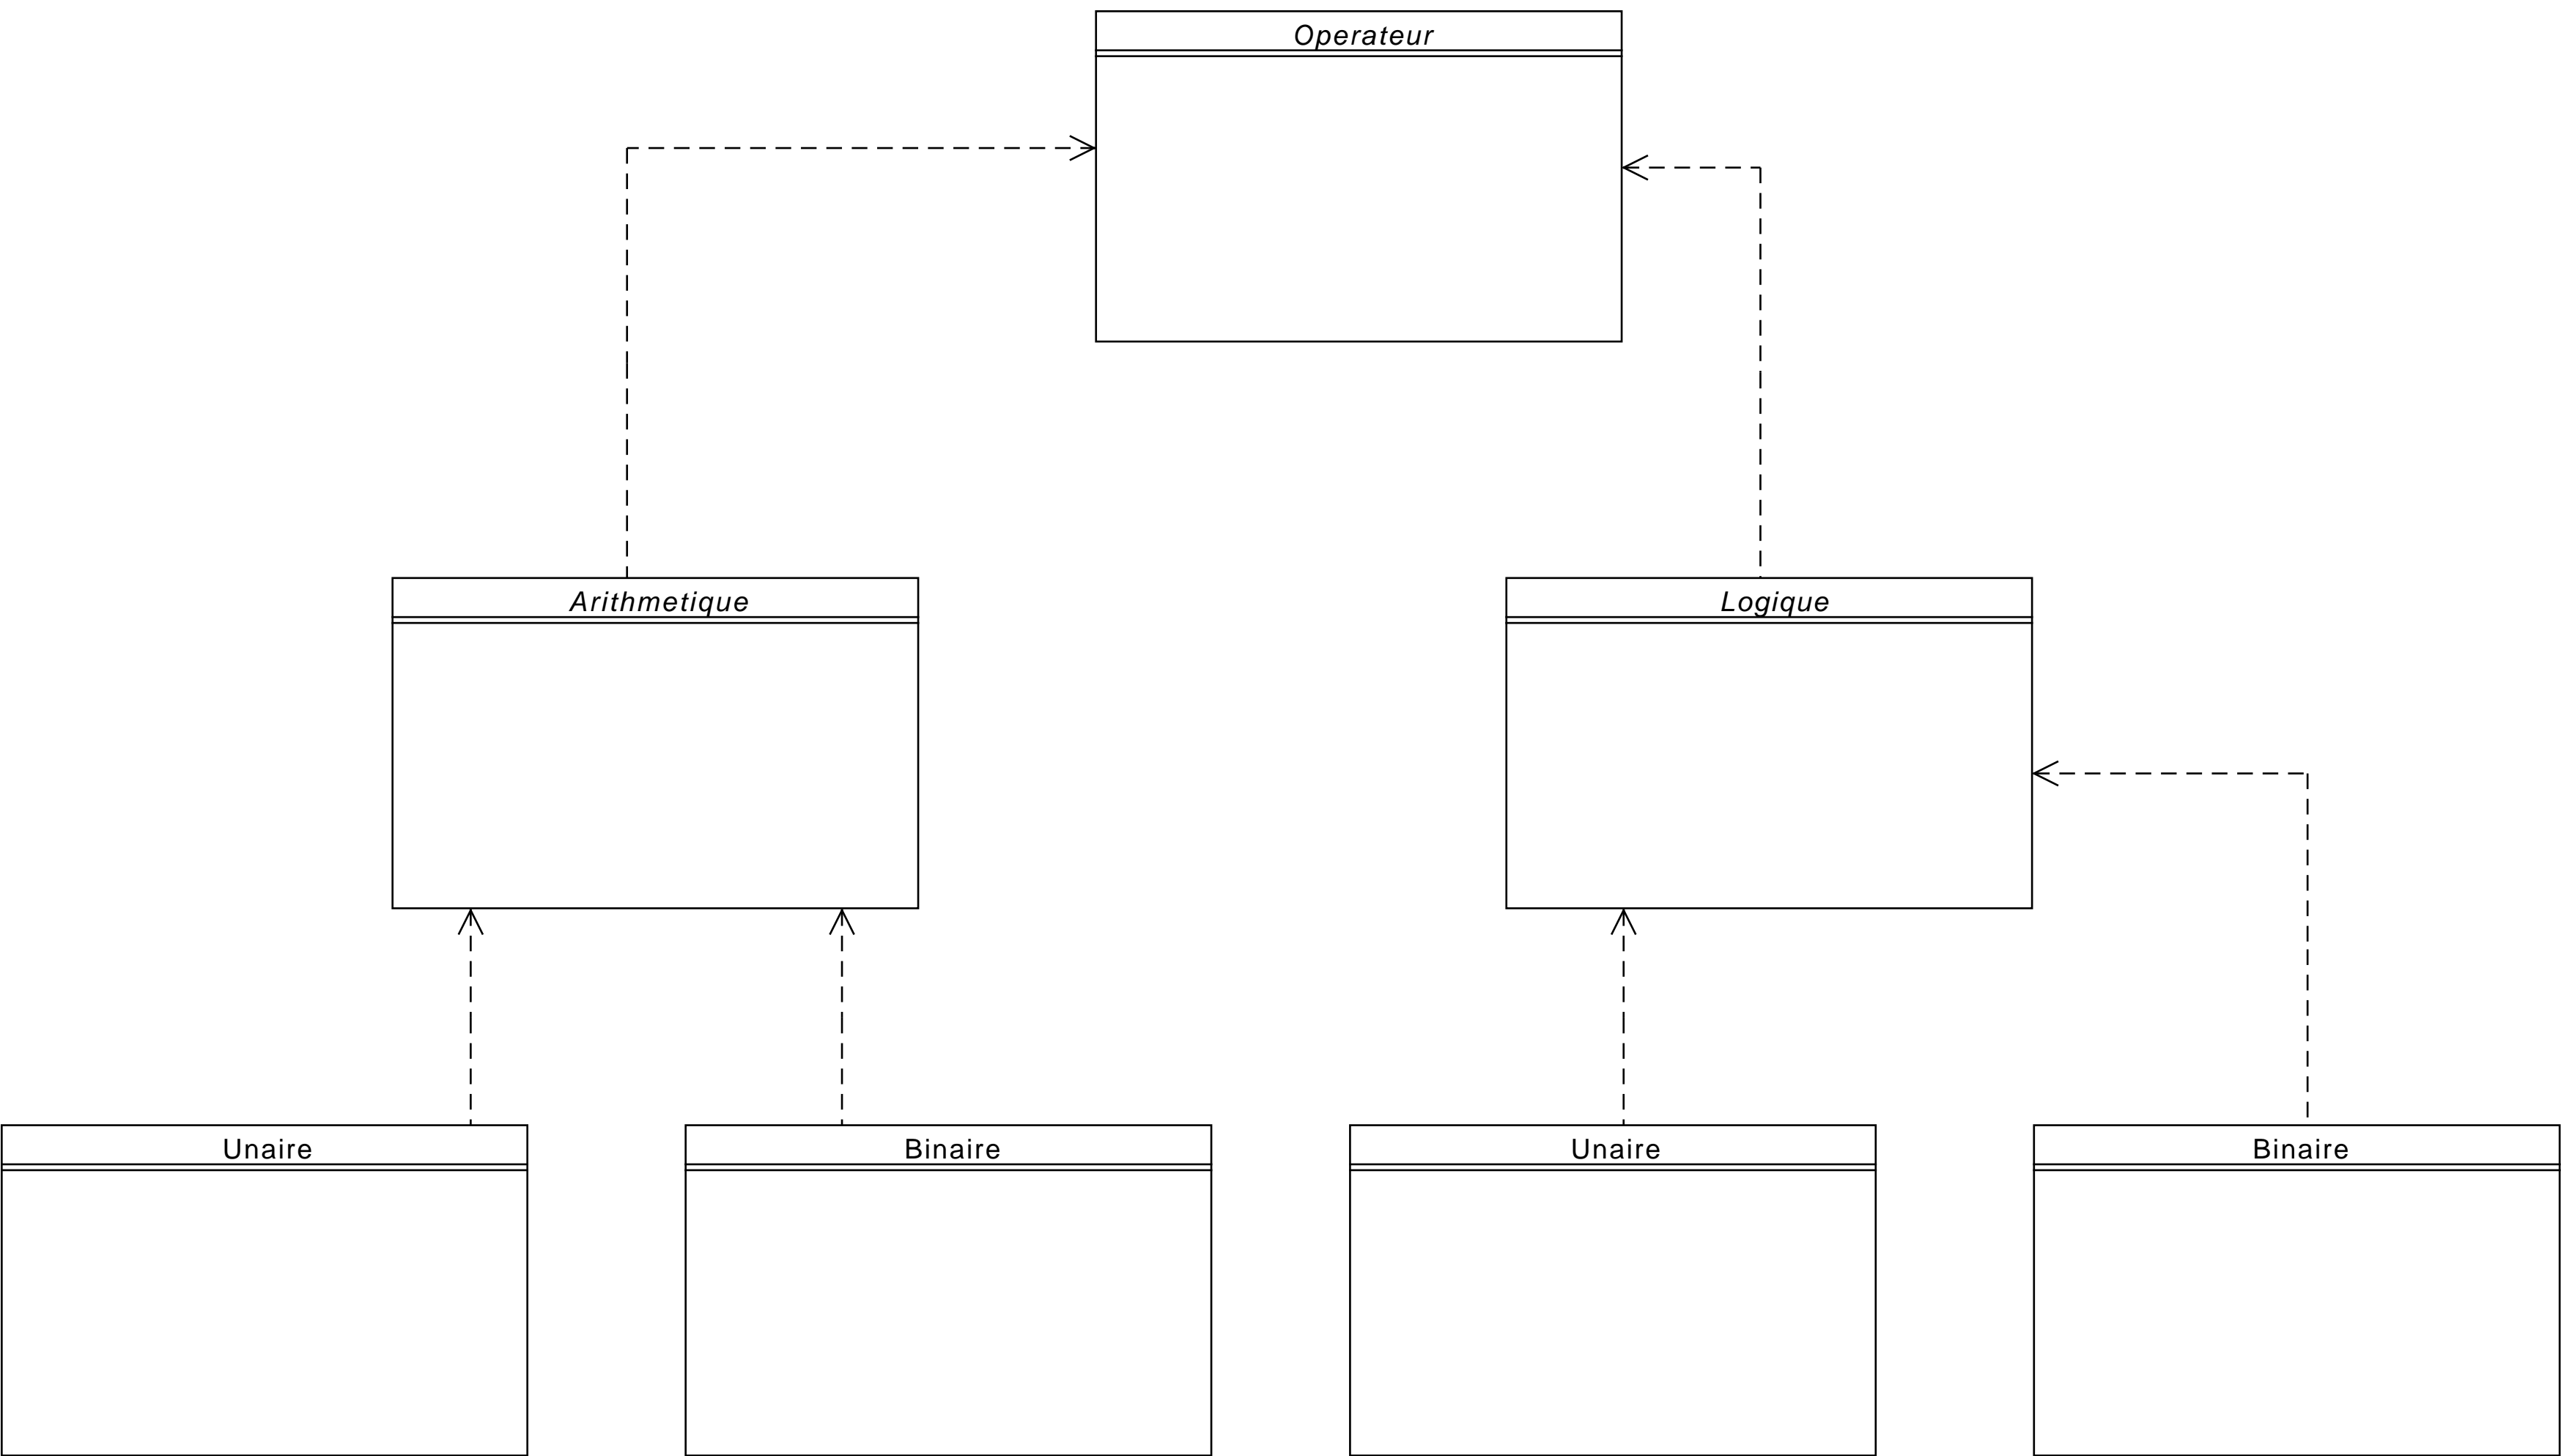 Operateur
Arithmetique
Logique
Unaire
Binaire
Unaire
Binaire